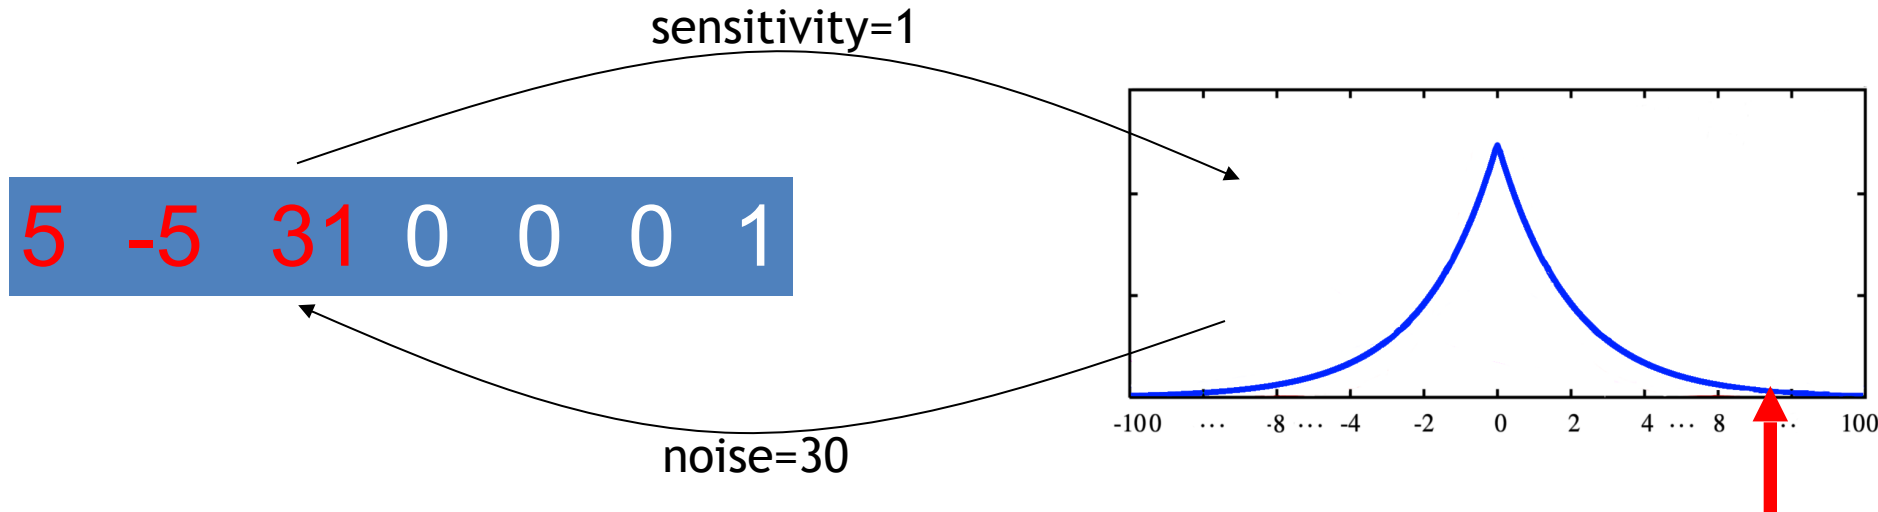 sensitivity=1
5 -5 31 0 0 0 1
-100 ... -8 ... -4 -2 0 2 4 ... 8 ... 100
noise=30